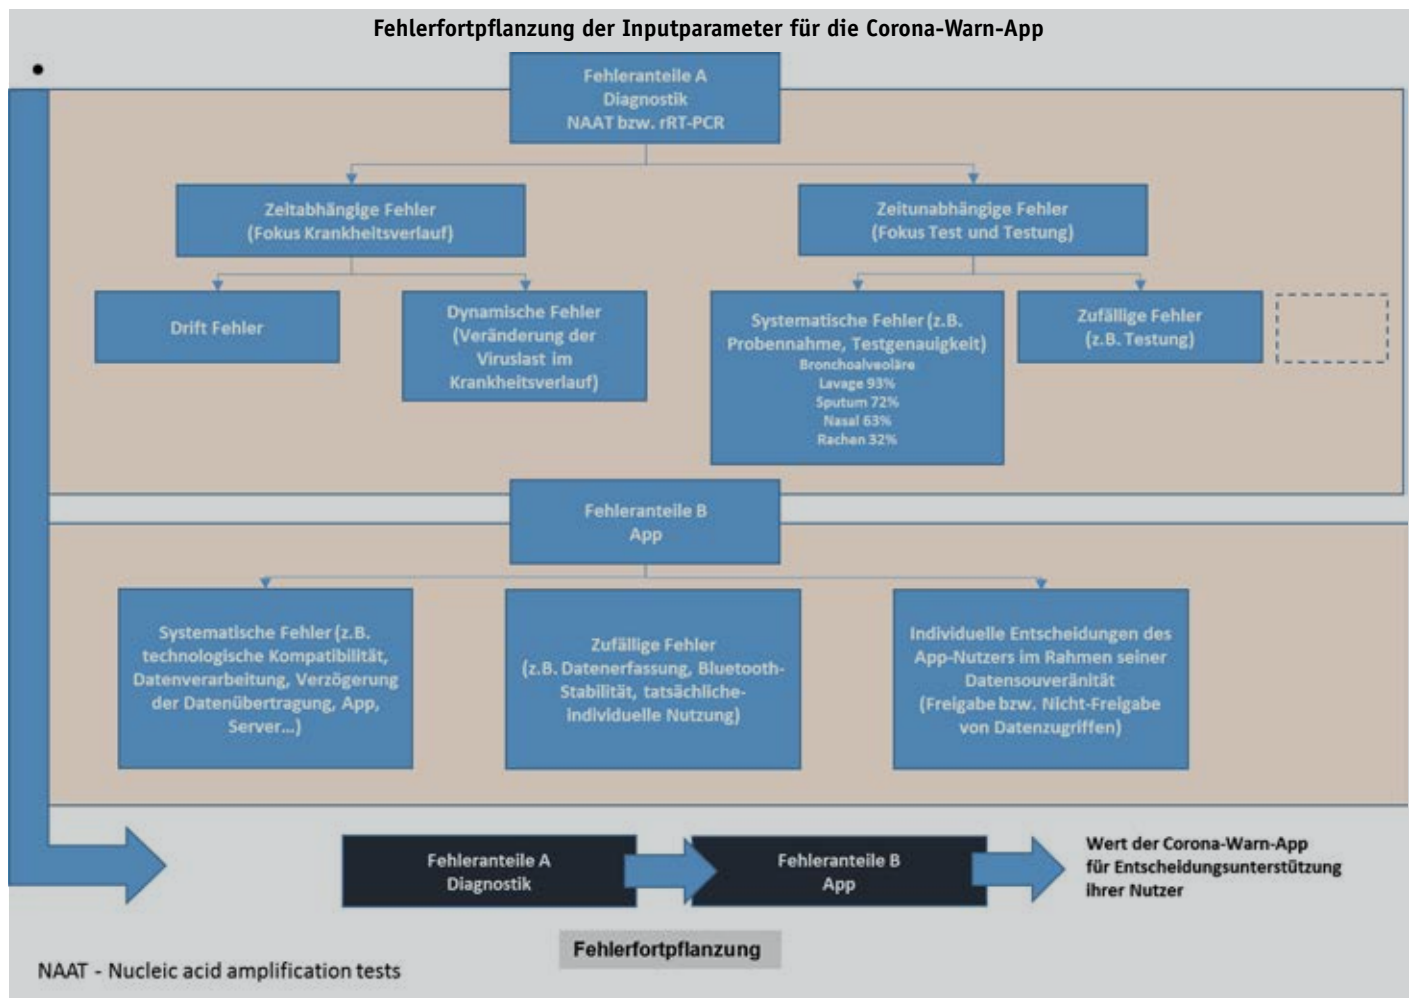 Fehlerfortpflanzung der Inputparameter für die Corona-Warn-App
Fehleranteile A
Diagnostik
NAAT bzw. rRT-PCR
Zeitabhängige Fehler
(Fokus Krankheitsverlauf)
Zeitunabhängige Fehler
(Fokus Test und Testung)
Drift Fehler
Dynamische Fehler
(Veränderung der
Viruslast im
Krankheitsverlauf)
Systematische Fehler (z.B.
Probennahme, Testgenauigkeit)
Bronchoalveoläre
Lavage 93%
Sputum 72%
Nasal 63%
Rachen 32%
Zufällige Fehler
(z.B. Testung)
Fehleranteile B
App
Systematische Fehler (z.B.
technologische Kompatibilität,
Datenverarbeitung, Verzögerung
der Datenübertragung, App,
Server...)
Zufällige Fehler
(z.B. Datenerfassung, Bluetooth-
Stabilität, tatsächliche-
individuelle Nutzung)
Individuelle Entscheidungen des
App-Nutzers im Rahmen seiner
Datensouveränität
(Freigabe bzw. Nicht-Freigabe
von Datenzugriffen)
Fehleranteile A
Diagnostik
Fehleranteile B
App
Wert der Corona-Warn-App
für Entscheidungsunterstützung
ihrer Nutzer
Fehlerfortpflanzung
NAAT - Nucleic acid amplification tests